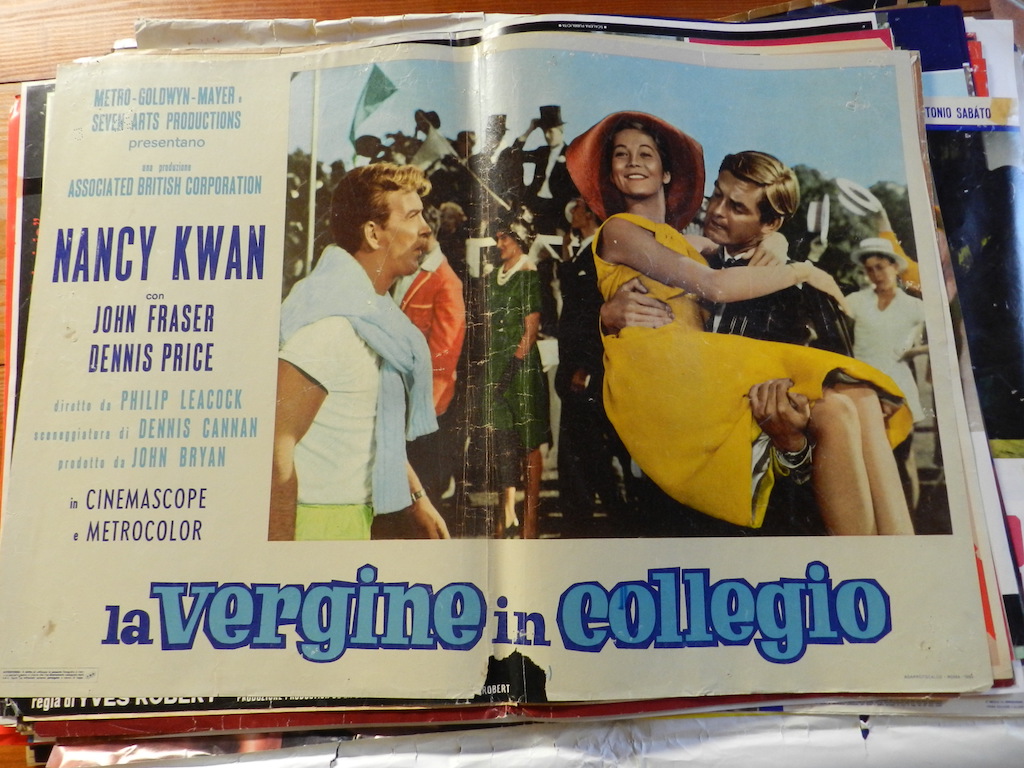 METRO-GOLDWYN-MAYER e
SEVEN ARTS PRODUCTIONS
presentano
una produzione
ASSOCIATED BRITISH CORPORATION
NANCY KWAN
con
JOHN FRASER
DENNIS PRICE
diretto da PHILIP LEACOCK
sceneggiatura di DENNIS CANNAN
prodotto da JOHN BRYAN
in CINEMASCOPE
e METROCOLOR
la vergine in collegio
TONIO SABÁTO
regia di YVES ROBERT
ROBERT